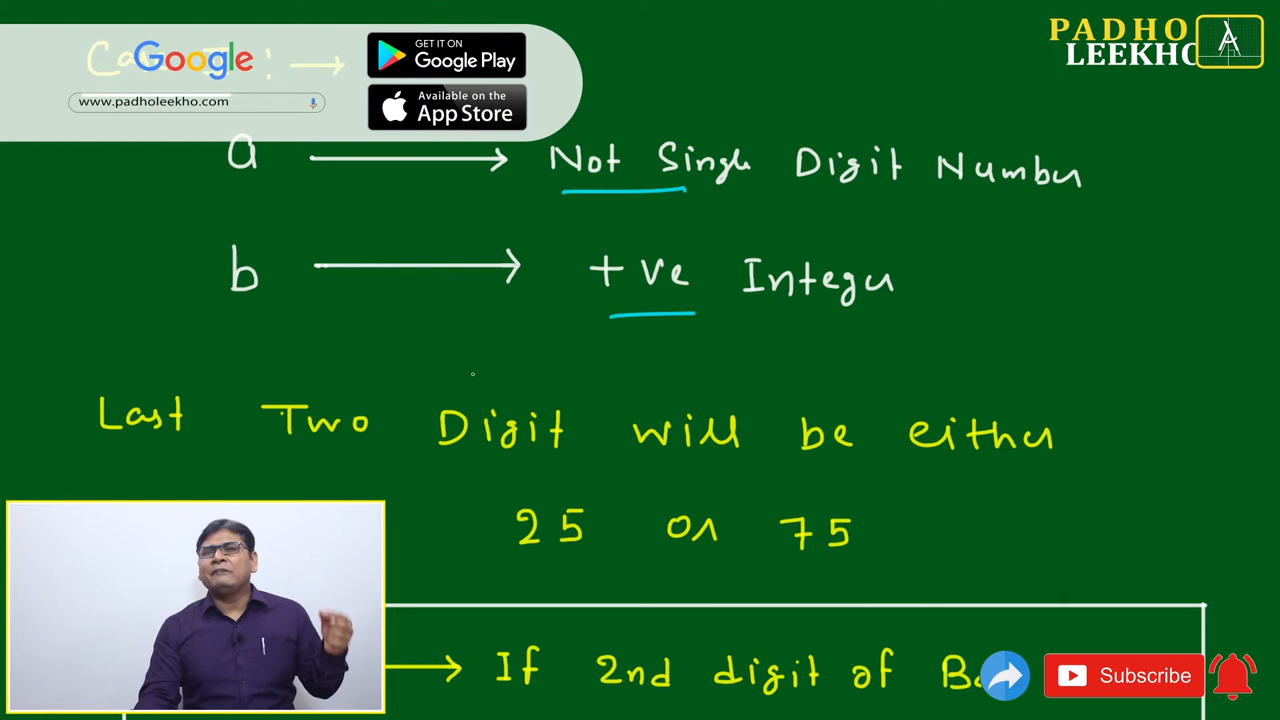 PADHO
LEEKHO
Google
www.padholeekho.com
GET IT ON
Google Play
Available on the
App Store
a → Not Single Digit Number
b → +ve Integer
Last Two Digit will be either
25 or 75
→ If 2nd digit of
Subscribe